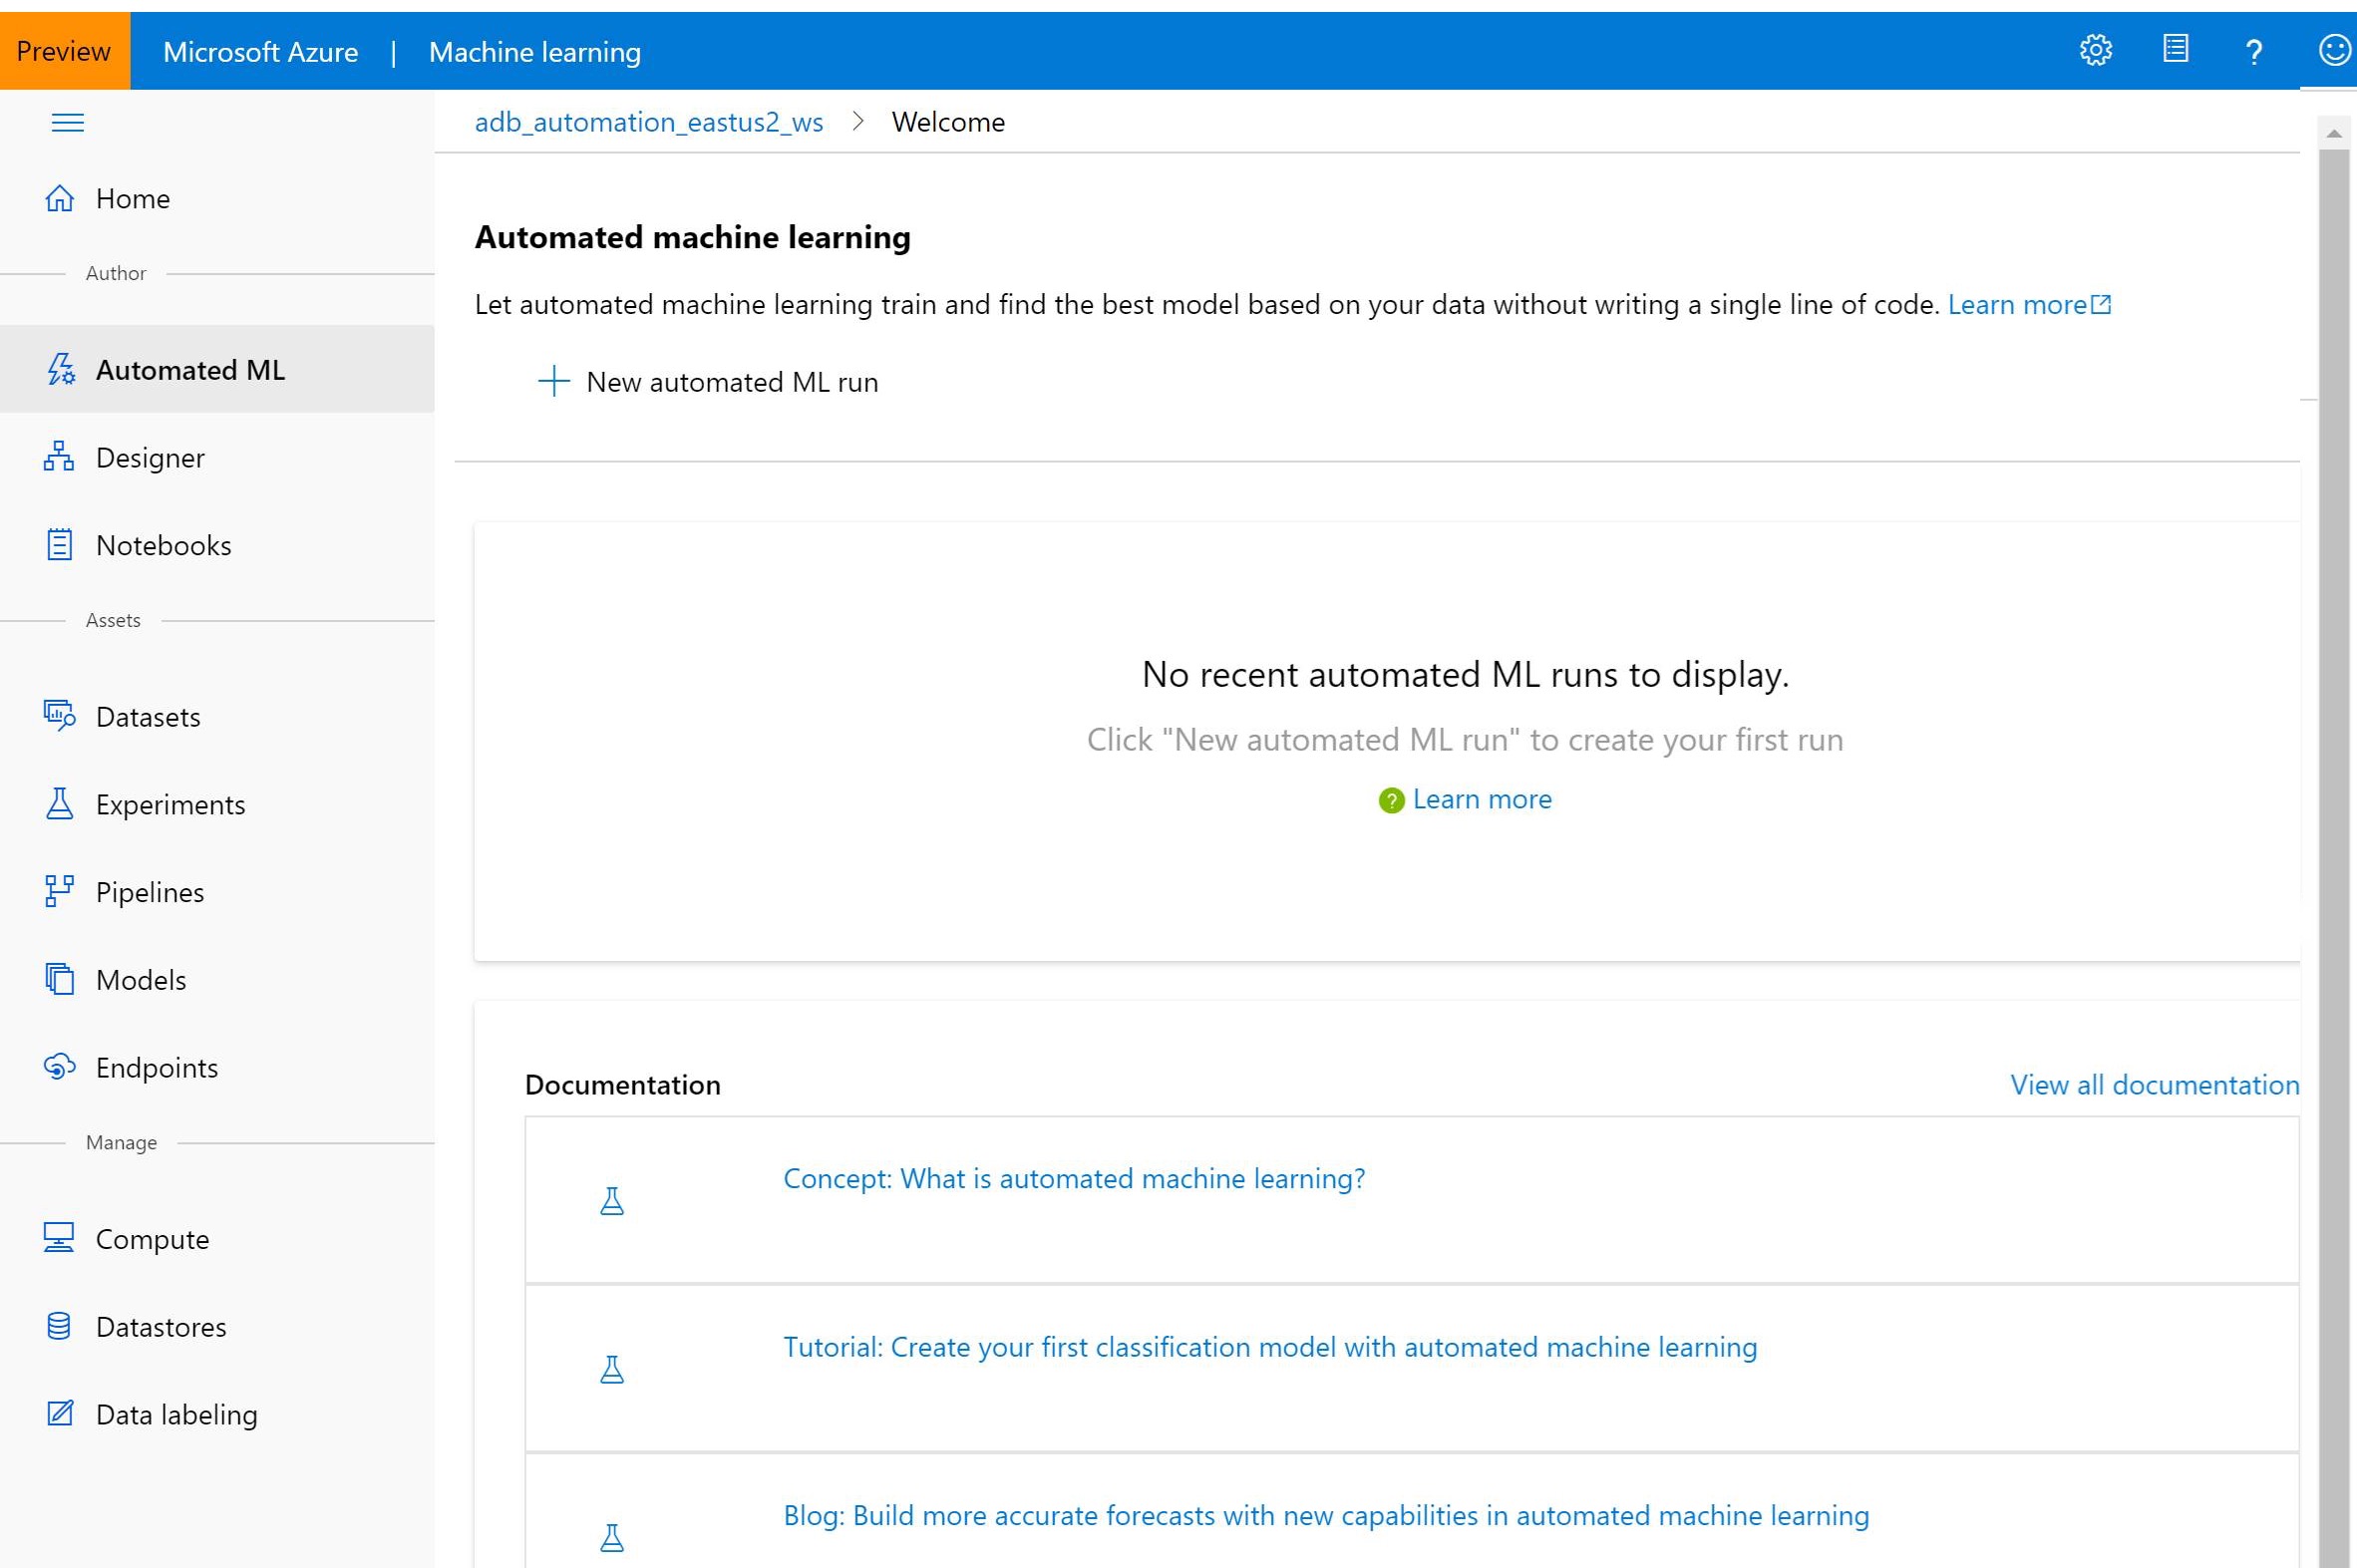 Preview
Microsoft Azure | Machine learning
?
adb_automation_eastus2_ws > Welcome
Home
Author
Automated ML
Designer
Notebooks
Assets
Datasets
Experiments
Pipelines
Models
Endpoints
Manage
Compute
Datastores
Data labeling
Automated machine learning
Let automated machine learning train and find the best model based on your data without writing a single line of code. Learn more
New automated ML run
No recent automated ML runs to display.
Click "New automated ML run" to create your first run
? Learn more
Documentation
View all documentation
Concept: What is automated machine learning?
Tutorial: Create your first classification model with automated machine learning
Blog: Build more accurate forecasts with new capabilities in automated machine learning